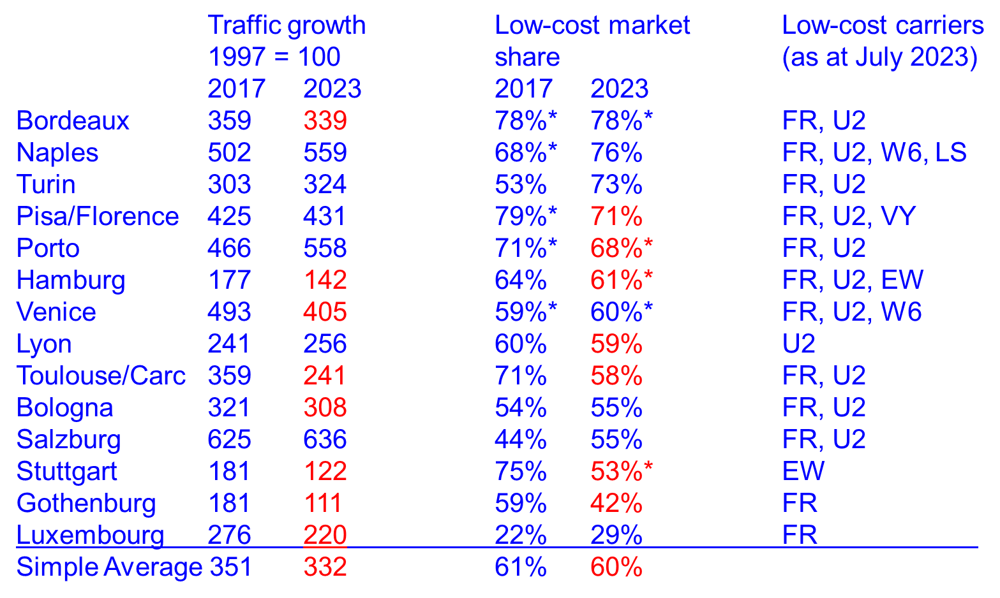 Traffic growth Low-cost market Low-cost carriers
1997 = 100 share (as at July 2023)
2017 2023 2017 2023
Bordeaux 359 339 78%* 78%* FR, U2
Naples 502 559 68%* 76% FR, U2, W6, LS
Turin 303 324 53% 73% FR, U2
Pisa/Florence 425 431 79%* 71% FR, U2, VY
Porto 466 558 71%* 68%* FR, U2
Hamburg 177 142 64% 61%* FR, U2, EW
Venice 493 405 59%* 60%* FR, U2, W6
Lyon 241 256 60% 59% U2
Toulouse/Carc 359 241 71% 58% FR, U2
Bologna 321 308 54% 55% FR, U2
Salzburg 625 636 44% 55% FR, U2
Stuttgart 181 122 75% 53%* EW
Gothenburg 181 111 59% 42% FR
Luxembourg 276 220 22% 29% FR
Simple Average 351 332 61% 60%